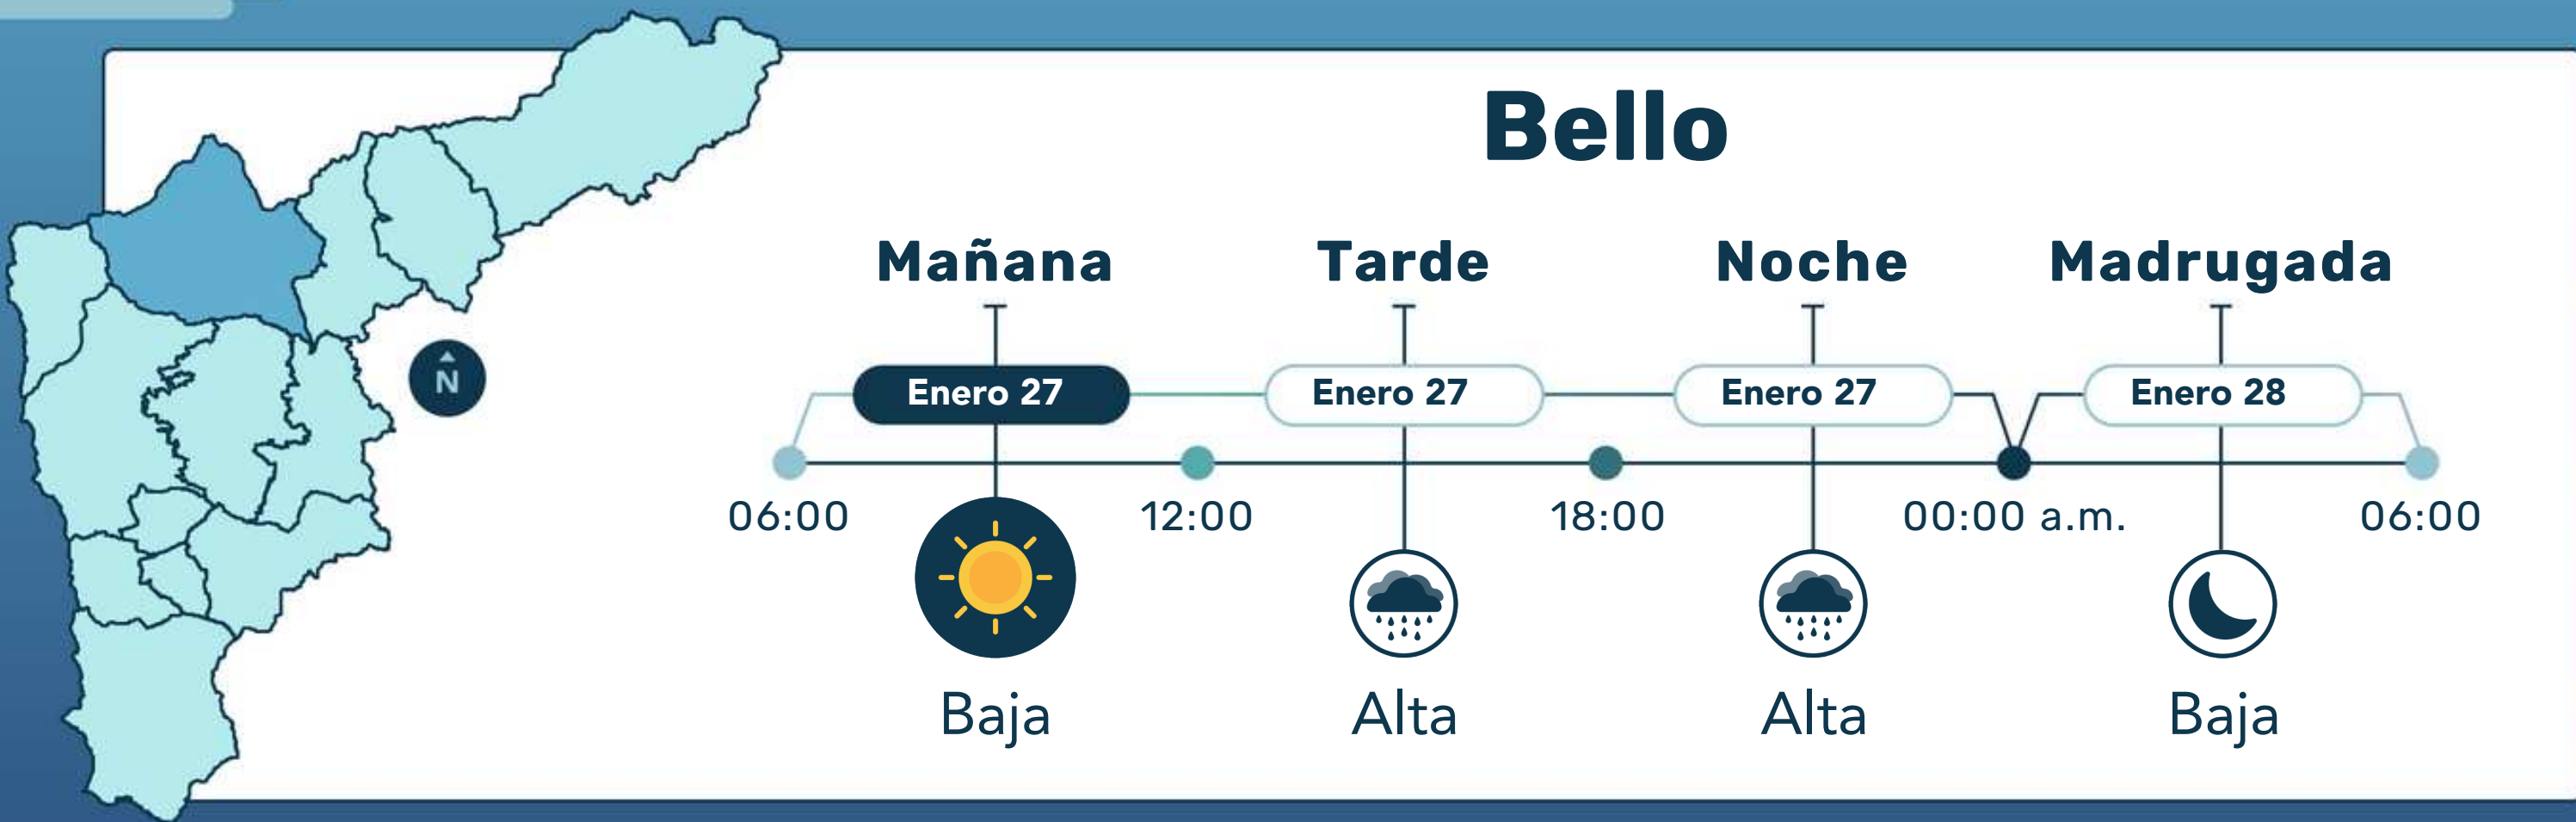 Bello
Mañana Tarde Noche Madrugada
N
Enero 27 Enero 27 Enero 27 Enero 28
06:00 12:00 18:00 00:00 a.m. 06:00
Baja Alta Alta Baja